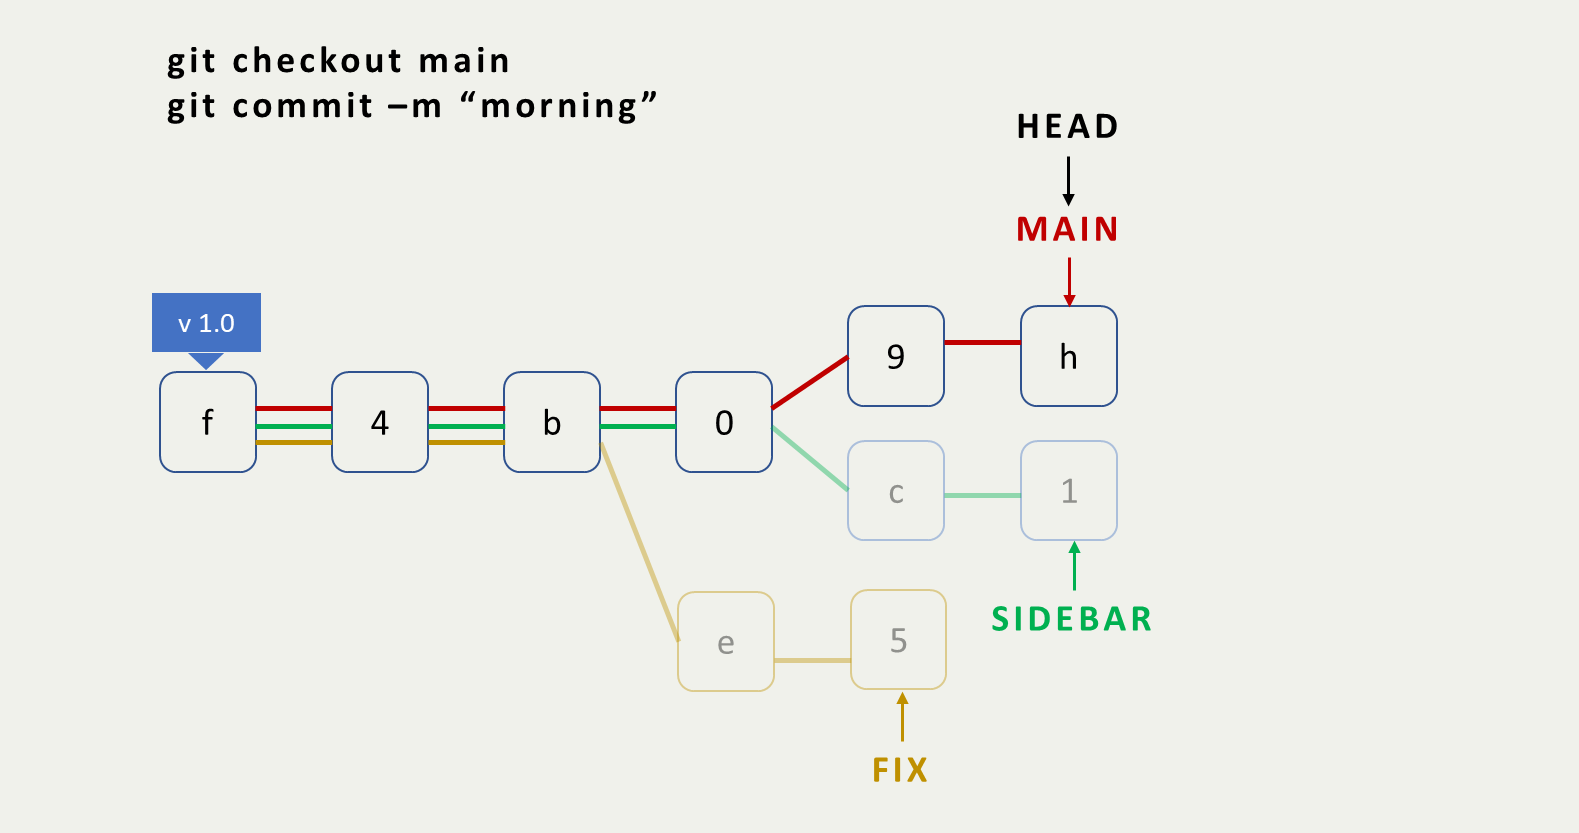 git checkout main
git commit –m “morning”
HEAD
MAIN
v 1.0
f
4
b
0
9
h
c
1
SIDEBAR
e
5
FIX